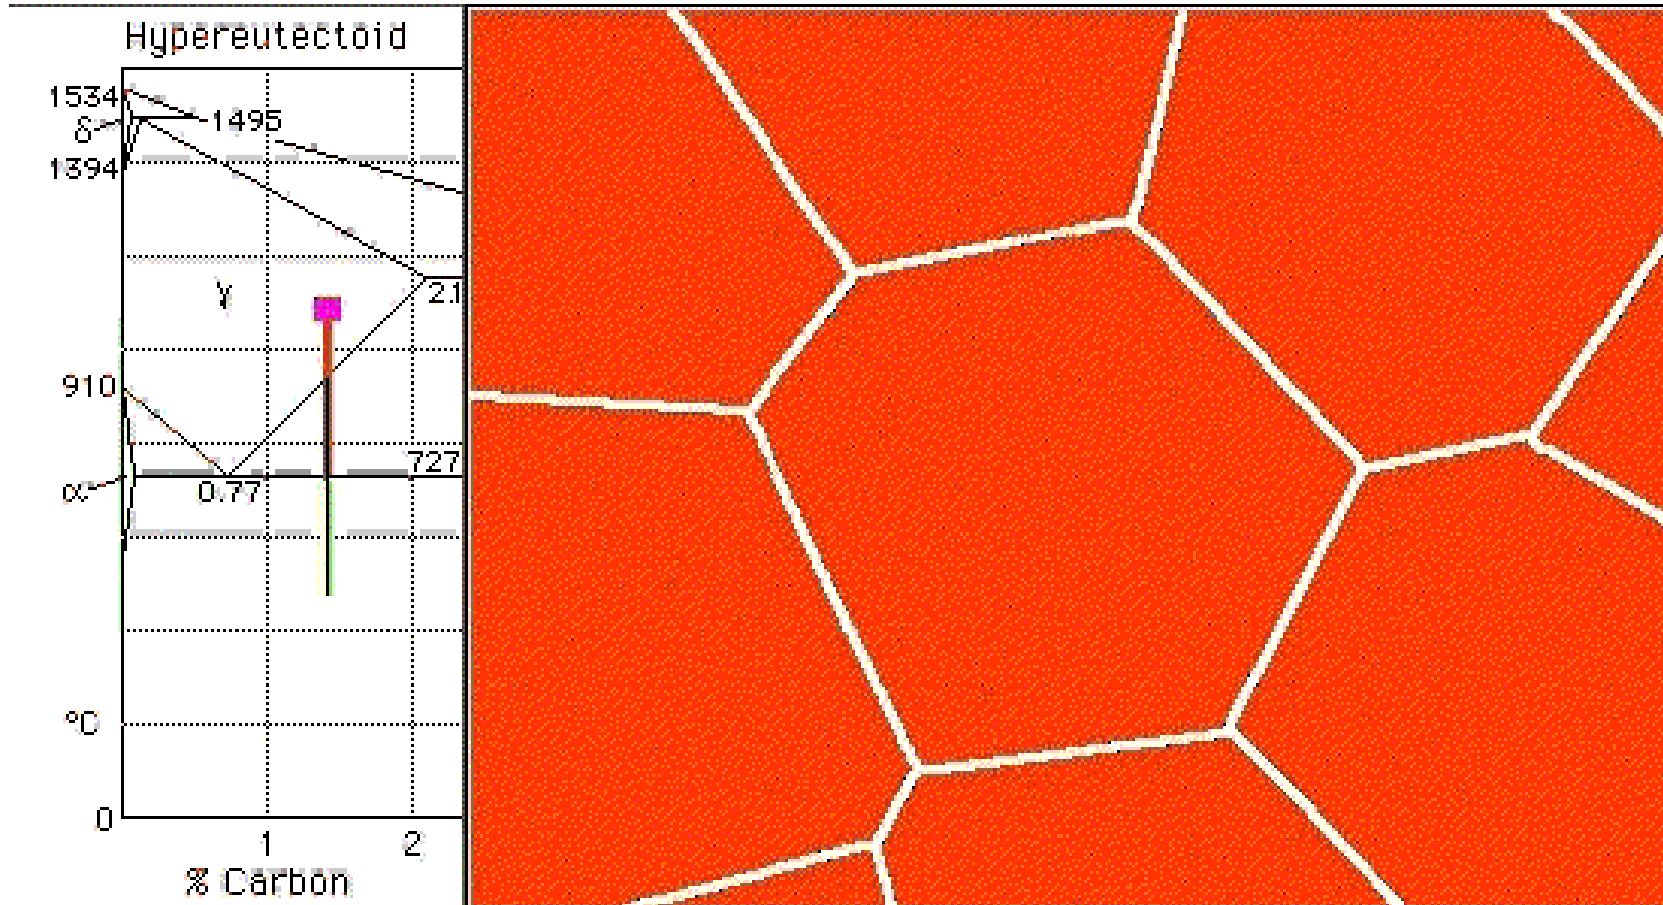 Hypereutectoid
1534
δ
1495
1394
γ
2.1
910
727
α
0.77
°C
0
1 2
% Carbon